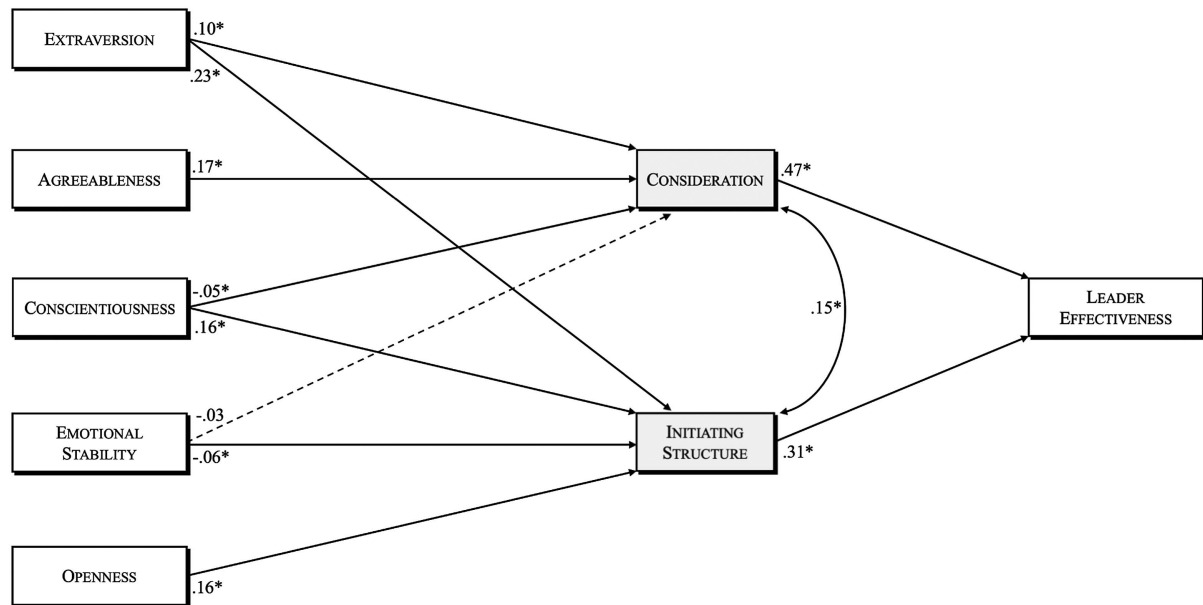 EXTRAVERSION
.10*
.23*
AGREEABLENESS
.17*
CONSCIENTIOUSNESS
-.05*
.16*
EMOTIONAL
STABILITY
-.03
-.06*
OPENNESS
.16*
CONSIDERATION
.47*
.15*
INITIATING
STRUCTURE
.31*
LEADER
EFFECTIVENESS